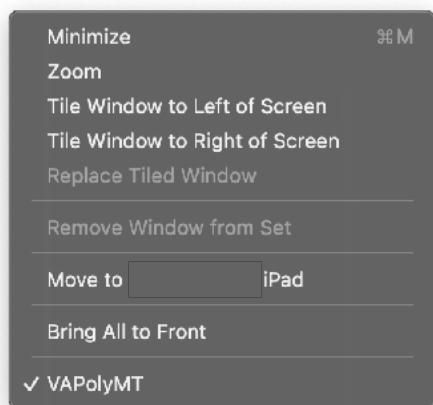 Minimize ⌘M
Zoom
Tile Window to Left of Screen
Tile Window to Right of Screen
Replace Tiled Window
Remove Window from Set
Move to iPad
Bring All to Front
✓ VAPolyMT